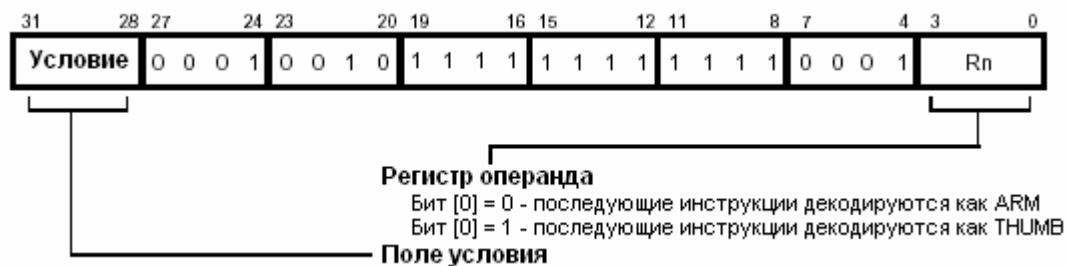 31 28 27 24 23 20 19 16 15 12 11 8 7 4 3 0
Условие 0 0 0 1 0 0 1 0 1 1 1 1 1 1 1 1 1 1 1 1 0 0 0 1 Rn
Регистр операнда
Бит [0] = 0 - последующие инструкции декодируются как ARM
Бит [0] = 1 - последующие инструкции декодируются как THUMB
Поле условия